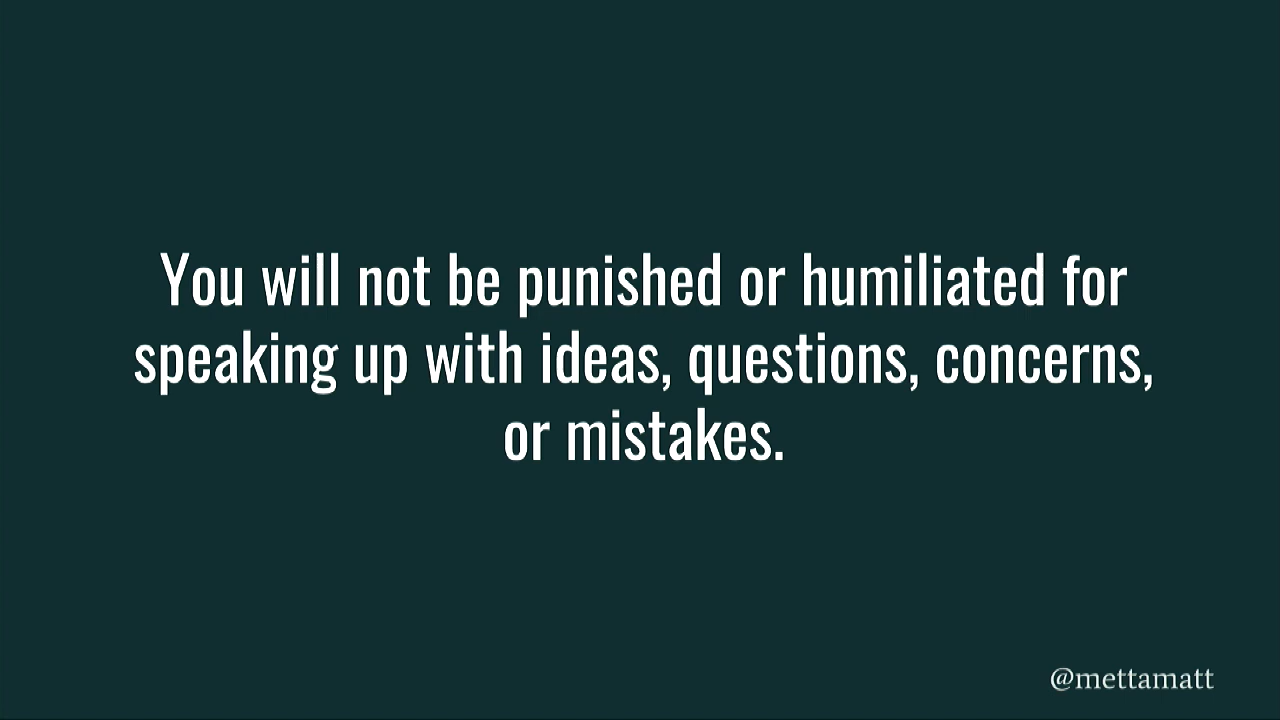 You will not be punished or humiliated for
speaking up with ideas, questions, concerns,
or mistakes.
@mettamatt